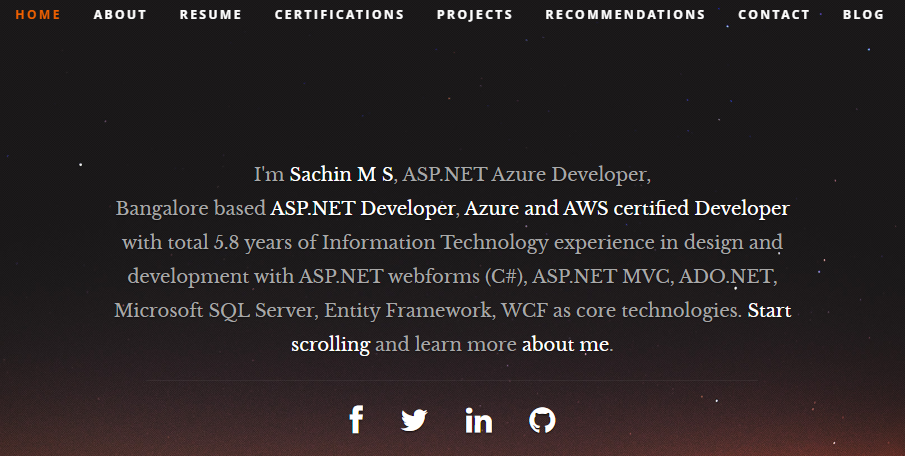 HOME ABOUT RESUME CERTIFICATIONS PROJECTS RECOMMENDATIONS CONTACT BLOG
I'm Sachin M S, ASP.NET Azure Developer,
Bangalore based ASP.NET Developer, Azure and AWS certified Developer
with total 5.8 years of Information Technology experience in design and
development with ASP.NET webforms (C#), ASP.NET MVC, ADO.NET,
Microsoft SQL Server, Entity Framework, WCF as core technologies. Start
scrolling and learn more about me.